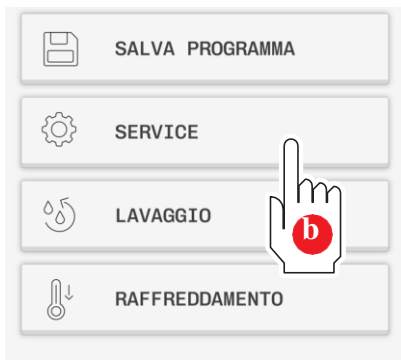 SALVA PROGRAMMA
SERVICE
LAVAGGIO
b
RAFFREDDAMENTO